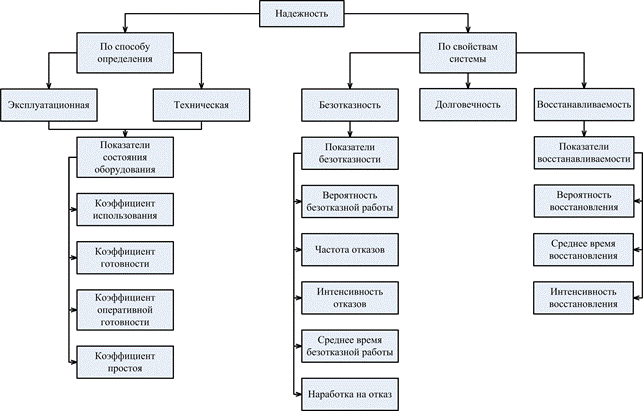 Надежность
По способу
определения
По свойствам
системы
Эксплуатационная
Техническая
Безотказность
Долговечность
Восстанавливаемость
Показатели
состояния
оборудования
Показатели
безотказности
Показатели
восстанавливаемости
Коэффициент
использования
Вероятность
безотказной работы
Вероятность
восстановления
Коэффициент
готовности
Частота отказов
Среднее время
восстановления
Коэффициент
оперативной
готовности
Интенсивность
отказов
Интенсивность
восстановления
Коэффициент
простоя
Среднее время
безотказной работы
Наработка на отказ